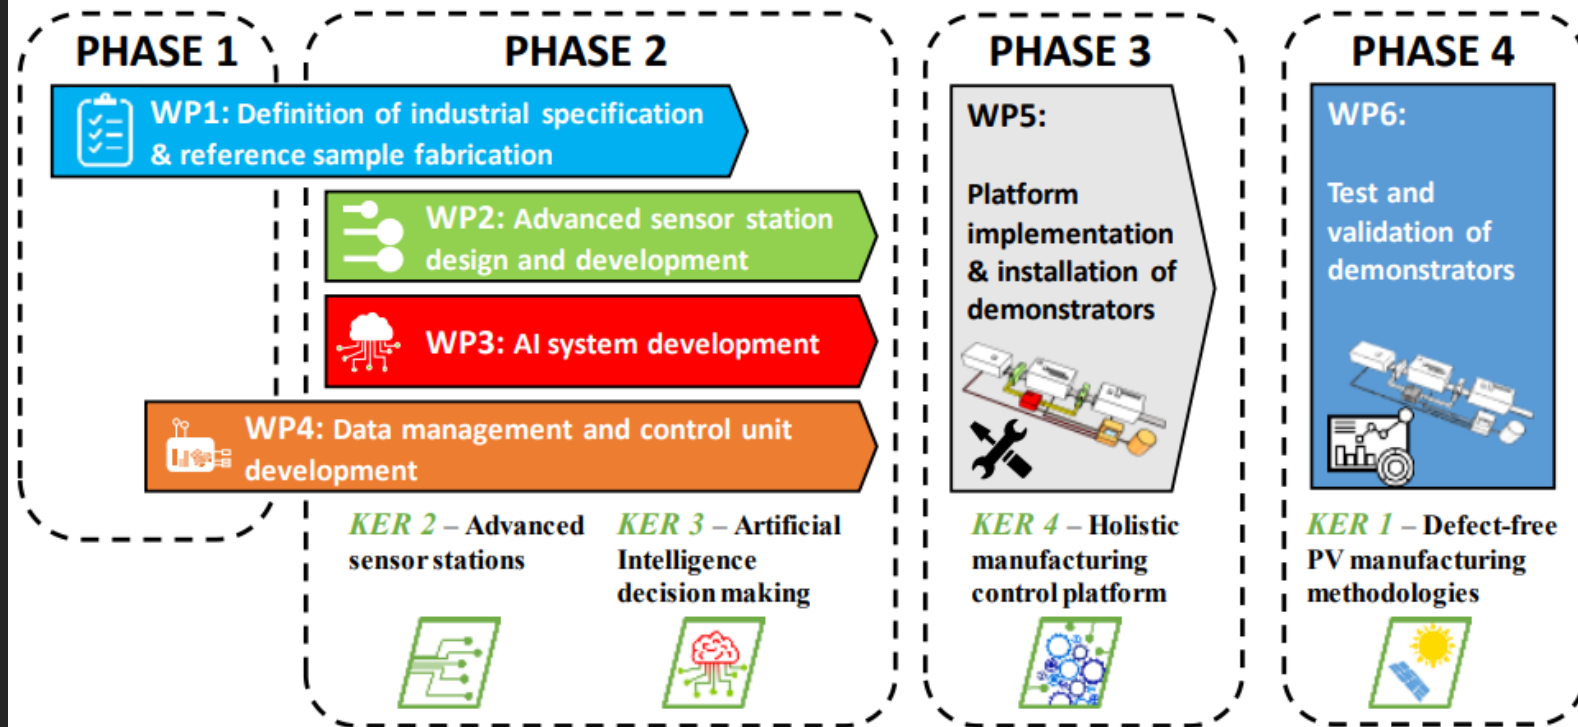 PHASE 1
WP1: Definition of industrial specification
& reference sample fabrication
PHASE 2
WP2: Advanced sensor station
design and development
WP3: AI system development
WP4: Data management and control unit
development
KER 2 – Advanced
sensor stations
KER 3 – Artificial
Intelligence
decision making
PHASE 3
WP5:
Platform
implementation
& installation of
demonstrators
KER 4 – Holistic
manufacturing
control platform
PHASE 4
WP6:
Test and
validation of
demonstrators
KER 1 – Defect-free
PV manufacturing
methodologies